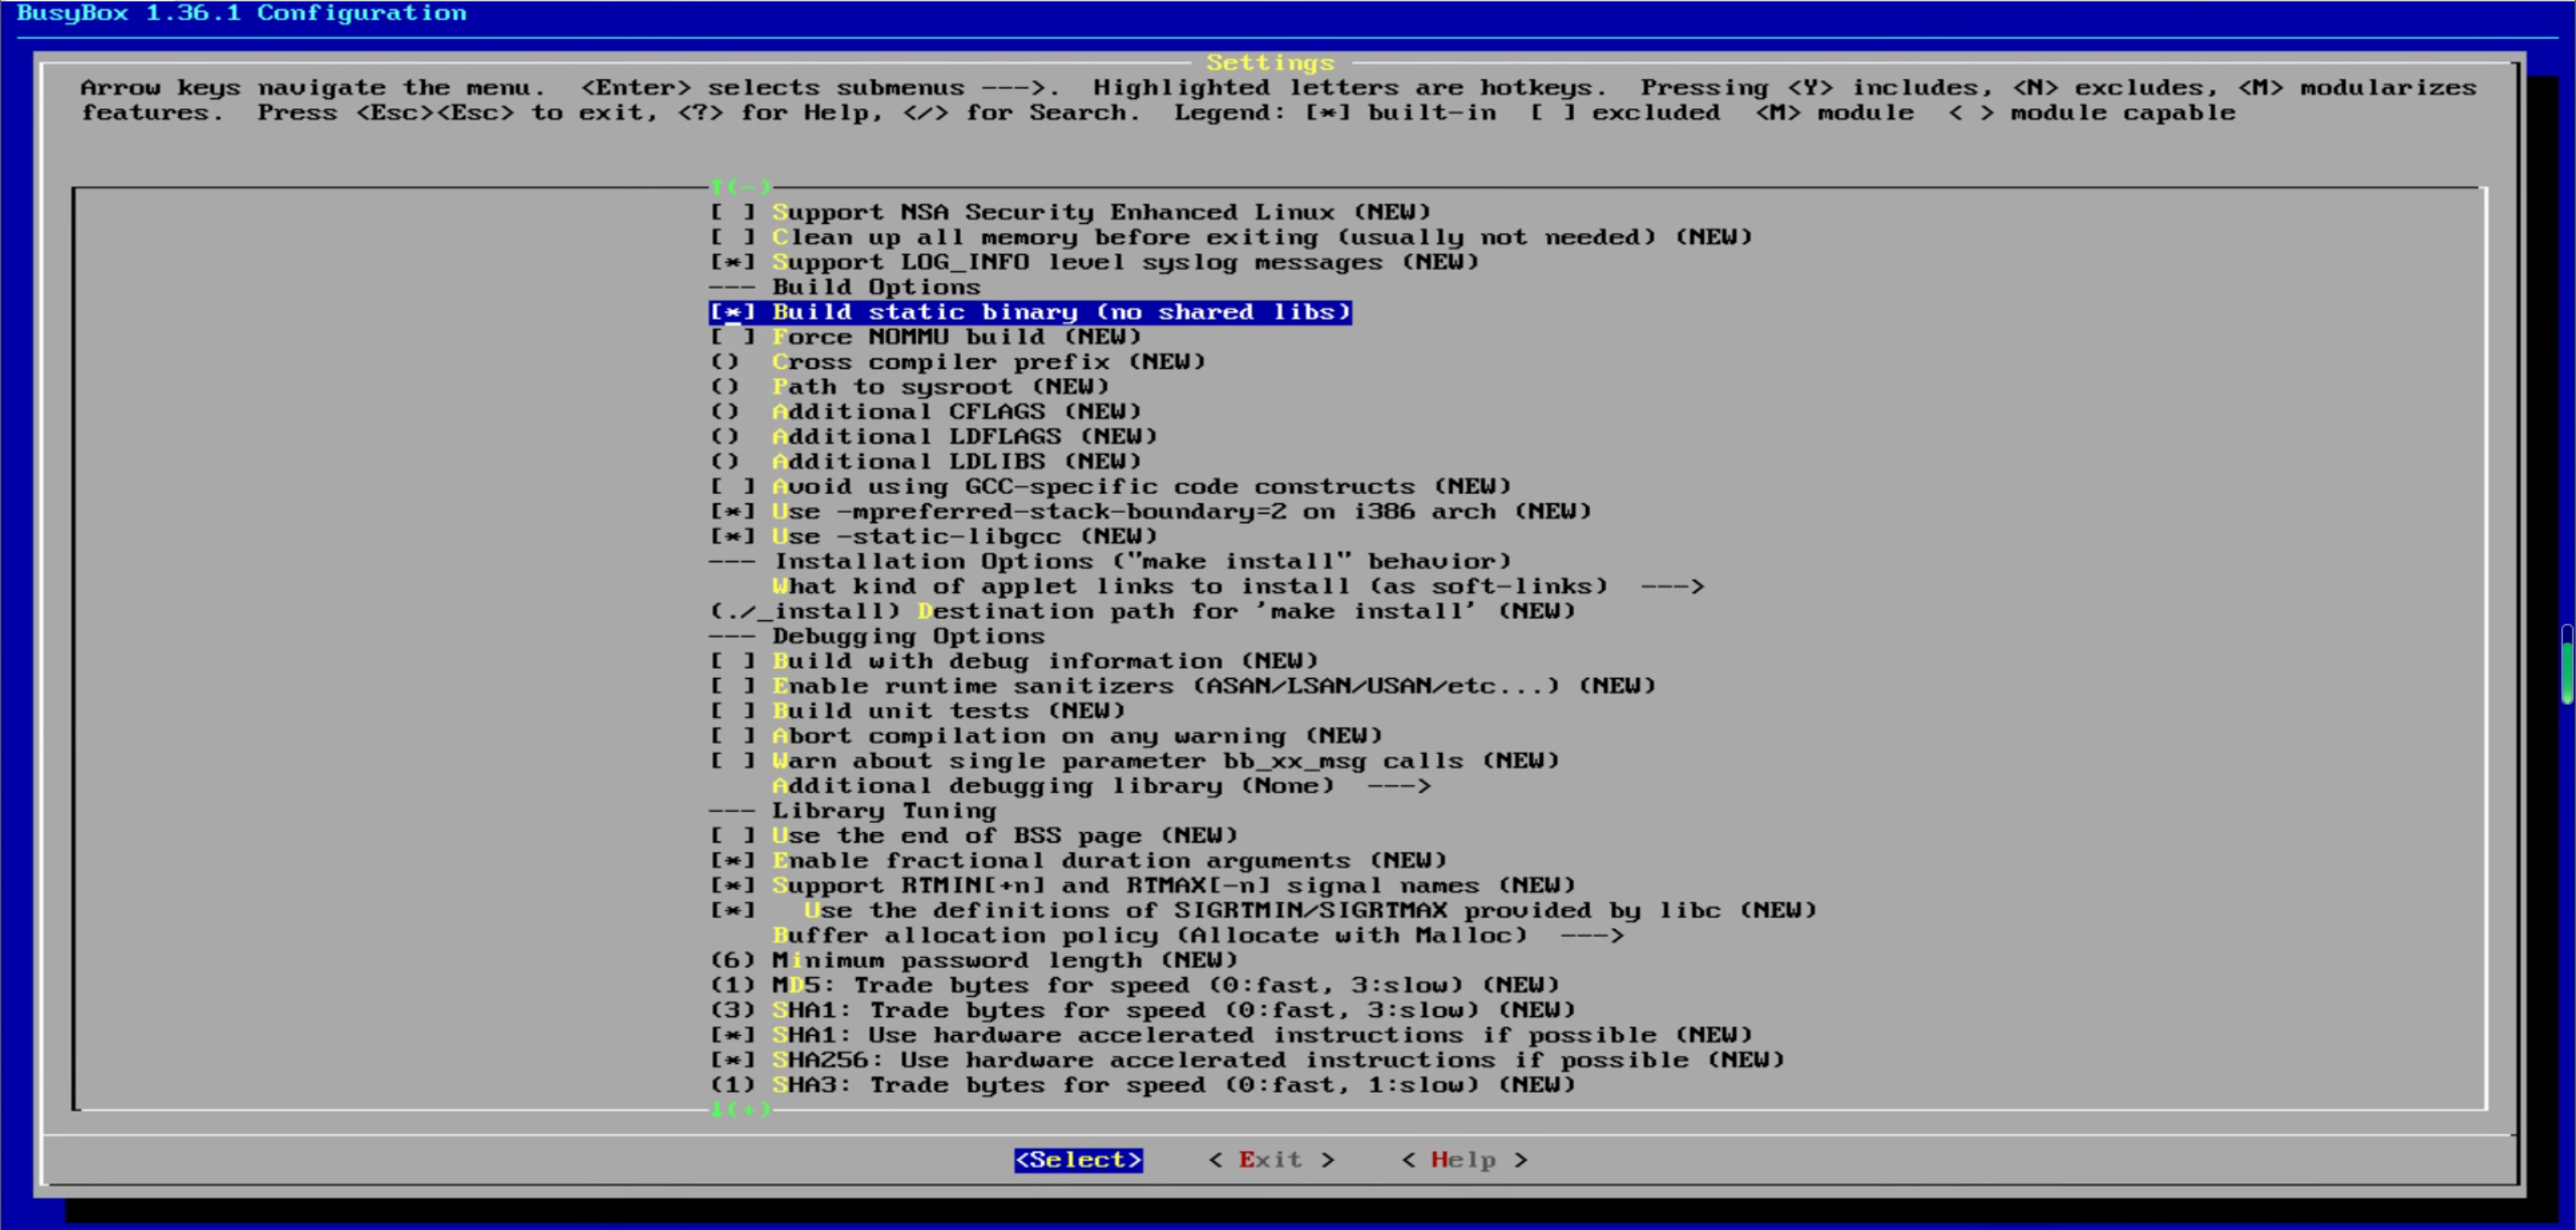 BusyBox 1.36.1 Configuration
Settings
Arrow keys navigate the menu.  <Enter> selects submenus --->.  Highlighted letters are hotkeys.  Pressing <Y> includes, <N> excludes, <M> modularizes
features.  Press <Esc><Esc> to exit, <?> for Help, </> for Search.  Legend: [*] built-in  [ ] excluded  <M> module  < > module capable
↑(-)
[ ] Support NSA Security Enhanced Linux (NEW)
[ ] Clean up all memory before exiting (usually not needed) (NEW)
[*] Support LOG_INFO level syslog messages (NEW)
--- Build Options
[*] Build static binary (no shared libs)
[ ] Force NOMMU build (NEW)
()  Cross compiler prefix (NEW)
()  Path to sysroot (NEW)
()  Additional CFLAGS (NEW)
()  Additional LDFLAGS (NEW)
()  Additional LDLIBS (NEW)
[ ] Avoid using GCC-specific code constructs (NEW)
[*] Use -mpreferred-stack-boundary=2 on i386 arch (NEW)
[*] Use -static-libgcc (NEW)
--- Installation Options ("make install" behavior)
What kind of applet links to install (as soft-links)  --->
(./_install) Destination path for 'make install' (NEW)
--- Debugging Options
[ ] Build with debug information (NEW)
[ ] Enable runtime sanitizers (ASAN/LSAN/USAN/etc...) (NEW)
[ ] Build unit tests (NEW)
[ ] Abort compilation on any warning (NEW)
[ ] Warn about single parameter bb_xx_msg calls (NEW)
Additional debugging library (None)  --->
--- Library Tuning
[ ] Use the end of BSS page (NEW)
[*] Enable fractional duration arguments (NEW)
[*] Support RTMIN[+n] and RTMAX[-n] signal names (NEW)
[*]   Use the definitions of SIGRTMIN/SIGRTMAX provided by libc (NEW)
Buffer allocation policy (Allocate with Malloc)  --->
(6) Minimum password length (NEW)
(1) MD5: Trade bytes for speed (0:fast, 3:slow) (NEW)
(3) SHA1: Trade bytes for speed (0:fast, 3:slow) (NEW)
[*] SHA1: Use hardware accelerated instructions if possible (NEW)
[*] SHA256: Use hardware accelerated instructions if possible (NEW)
(1) SHA3: Trade bytes for speed (0:fast, 1:slow) (NEW)
↓(+)
<Select>    < Exit >    < Help >